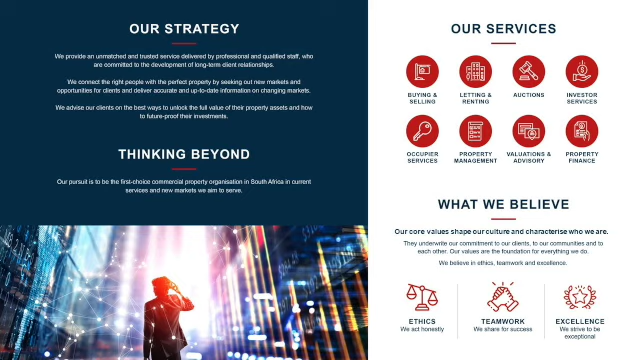 OUR STRATEGY
We provide an unmatched and trusted service delivered by professional and qualified staff, who
are committed to the development of long-term client relationships.
We connect the right people with the perfect property by seeking out new markets and
opportunities for clients and deliver accurate and up-to-date information on changing markets.
We advise our clients on the best ways to unlock the full value of their property assets and how
to future-proof their investments.
THINKING BEYOND
Our pursuit is to be the first-choice commercial property organisation in South Africa in current
services and new markets we aim to serve.
OUR SERVICES
BUYING &
SELLING
LETTING &
RENTING
AUCTIONS
INVESTOR
SERVICES
OCCUPIER
SERVICES
PROPERTY
MANAGEMENT
VALUATIONS &
ADVISORY
PROPERTY
FINANCE
WHAT WE BELIEVE
Our core values shape our culture and characterise who we are.
They underwrite our commitment to our clients, to our communities and to
each other. Our values are the foundation for everything we do.
We believe in ethics, teamwork and excellence.
ETHICS
We act honestly
TEAMWORK
We share for success
EXCELLENCE
We strive to be
exceptional